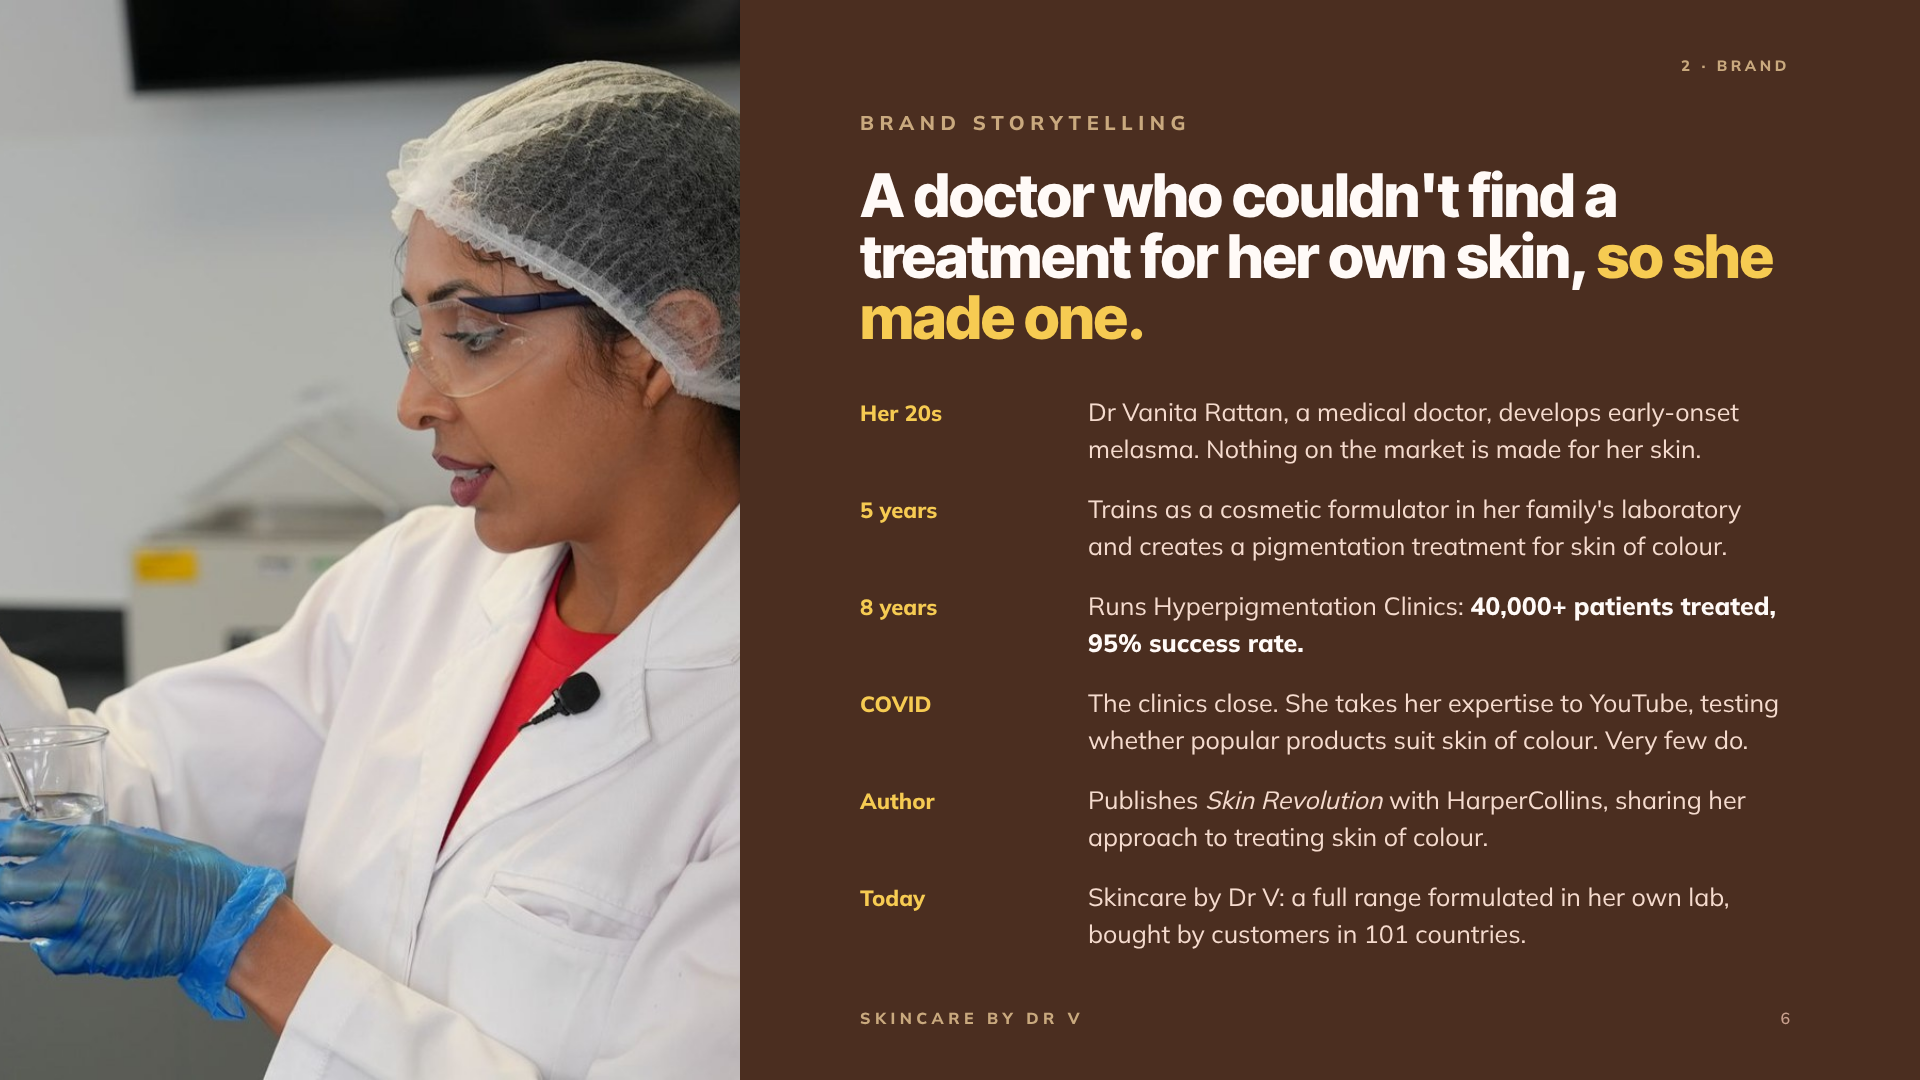 2 · BRAND
BRAND STORYTELLING
A doctor who couldn't find a
treatment for her own skin, so she
made one.
Her 20s
Dr Vanita Rattan, a medical doctor, develops early-onset
melasma. Nothing on the market is made for her skin.
5 years
Trains as a cosmetic formulator in her family's laboratory
and creates a pigmentation treatment for skin of colour.
8 years
Runs Hyperpigmentation Clinics: 40,000+ patients treated,
95% success rate.
COVID
The clinics close. She takes her expertise to YouTube, testing
whether popular products suit skin of colour. Very few do.
Author
Publishes Skin Revolution with HarperCollins, sharing her
approach to treating skin of colour.
Today
Skincare by Dr V: a full range formulated in her own lab,
bought by customers in 101 countries.
SKINCARE BY DR V
6